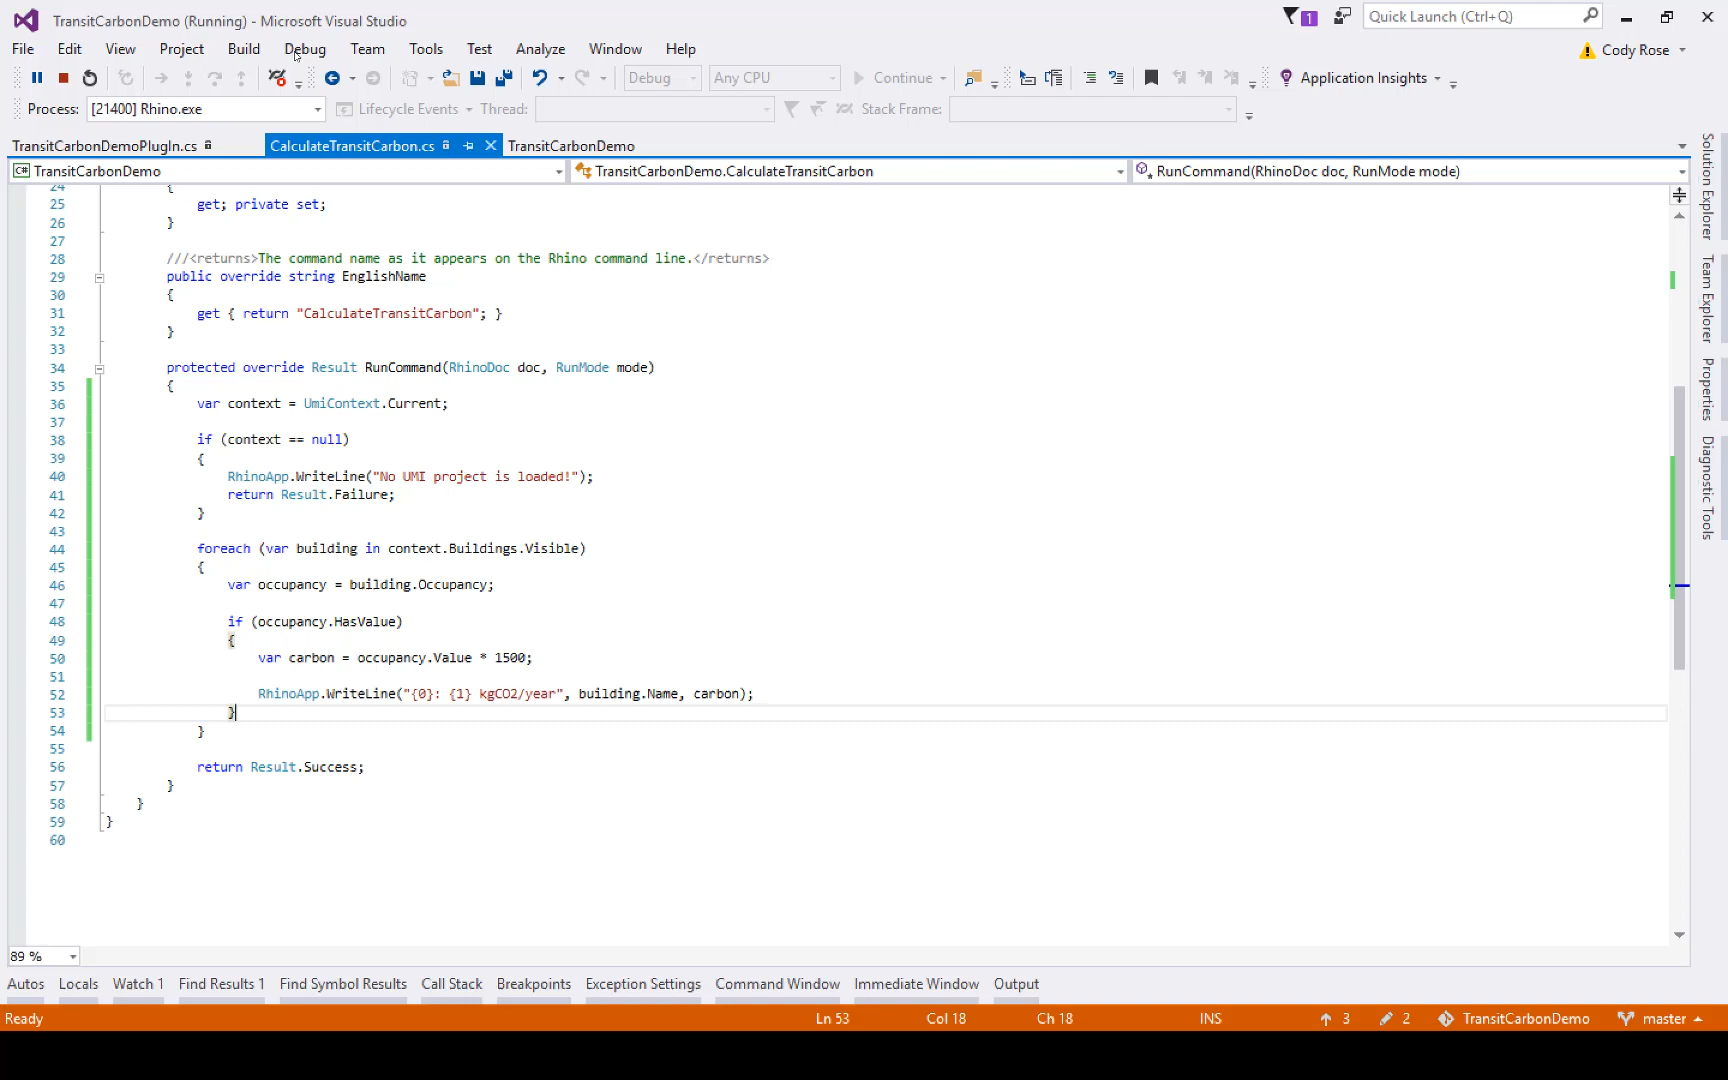 TransitCarbonDemo (Running) - Microsoft Visual Studio
1
Quick Launch (Ctrl+Q)
File Edit View Project Build Debug Team Tools Test Analyze Window Help
Cody Rose
Debug Any CPU Continue Application Insights
Process: [21400] Rhino.exe Lifecycle Events Thread: Stack Frame:
TransitCarbonDemoPlugIn.cs CalculateTransitCarbon.cs TransitCarbonDemo
C# TransitCarbonDemo TransitCarbonDemo.CalculateTransitCarbon RunCommand(RhinoDoc doc, RunMode mode)
24 {
25 get; private set;
26 }
27
28 ///<returns>The command name as it appears on the Rhino command line.</returns>
29 public override string EnglishName
30 {
31 get { return "CalculateTransitCarbon"; }
32 }
33
34 protected override Result RunCommand(RhinoDoc doc, RunMode mode)
35 {
36 var context = UmiContext.Current;
37
38 if (context == null)
39 {
40 RhinoApp.WriteLine("No UMI project is loaded!");
41 return Result.Failure;
42 }
43
44 foreach (var building in context.Buildings.Visible)
45 {
46 var occupancy = building.Occupancy;
47
48 if (occupancy.HasValue)
49 {
50 var carbon = occupancy.Value * 1500;
51
52 RhinoApp.WriteLine("{0}: {1} kgCO2/year", building.Name, carbon);
53 }
54 }
55
56 return Result.Success;
57 }
58 }
59 }
60
Solution Explorer
Team Explorer
Properties
Diagnostic Tools
89 %
Autos Locals Watch 1 Find Results 1 Find Symbol Results Call Stack Breakpoints Exception Settings Command Window Immediate Window Output
Ready Ln 53 Col 18 Ch 18 INS 3 2 TransitCarbonDemo master